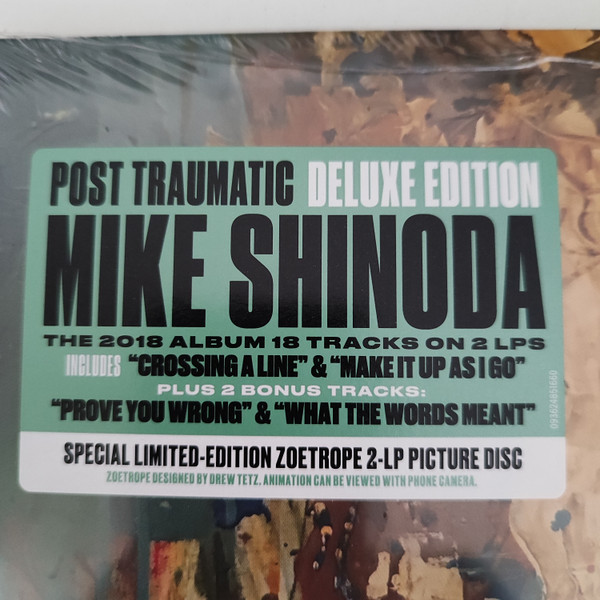 POST TRAUMATIC DELUXE EDITION
MIKE SHINODA
THE 2018 ALBUM 18 TRACKS ON 2 LPS
INCLUDES “CROSSING A LINE” & “MAKE IT UP AS I GO”
PLUS 2 BONUS TRACKS:
“PROVE YOU WRONG” & “WHAT THE WORDS MEANT”
SPECIAL LIMITED-EDITION ZOETROPE 2-LP PICTURE DISC
ZOETROPE DESIGNED BY DREW TETZ. ANIMATION CAN BE VIEWED WITH PHONE CAMERA.